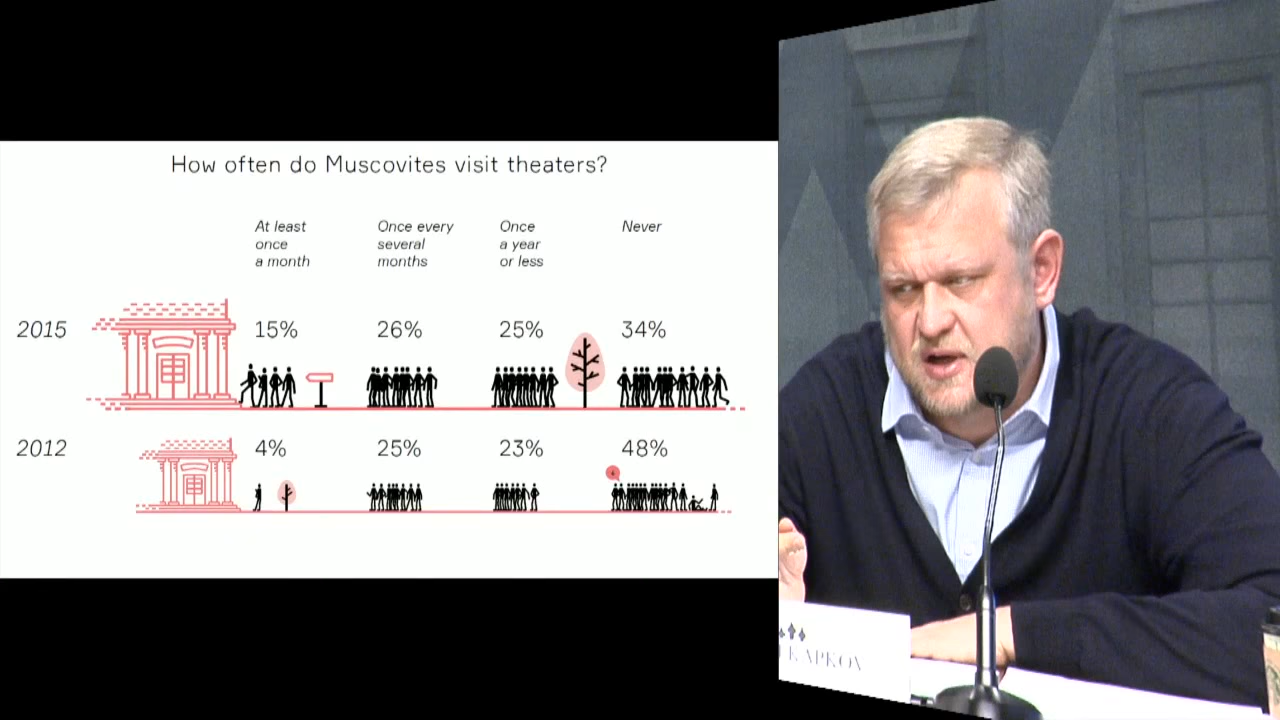 How often do Muscovites visit theaters?
At least
once
a month
Once every
several
months
Once
a year
or less
Never
2015
15%
26%
25%
34%
2012
4%
25%
23%
48%
KAPKOV